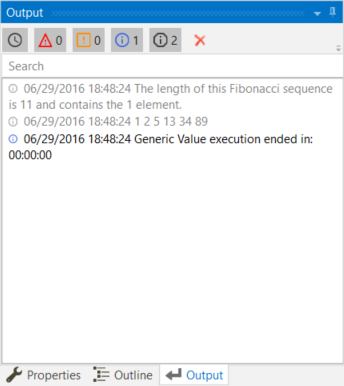 Output
0 0 1 2
Search
06/29/2016 18:48:24 The length of this Fibonacci sequence
is 11 and contains the 1 element.
06/29/2016 18:48:24 1 2 5 13 34 89
06/29/2016 18:48:24 Generic Value execution ended in:
00:00:00
Properties Outline Output